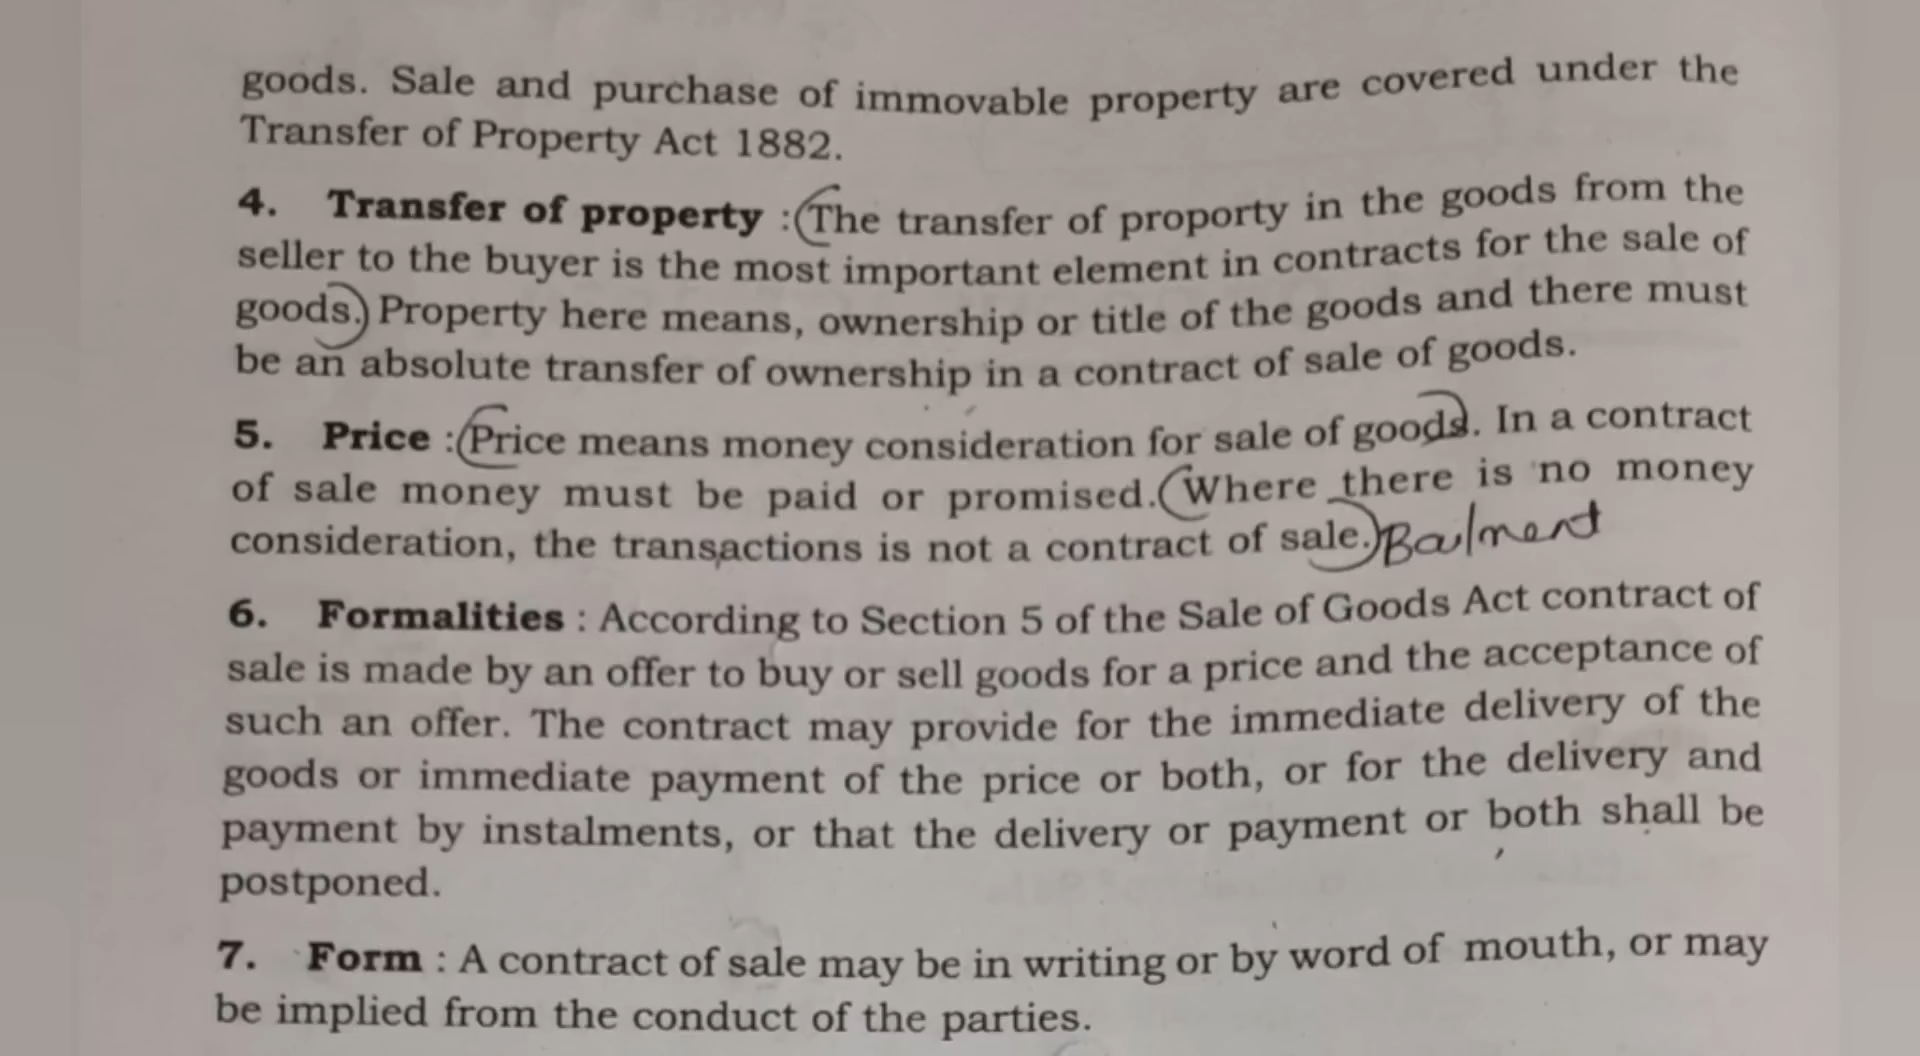 goods. Sale and purchase of immovable property are covered under the
Transfer of Property Act 1882.
4. Transfer of property : (The transfer of proporty in the goods from the
seller to the buyer is the most important element in contracts for the sale of
goods.) Property here means, ownership or title of the goods and there must
be an absolute transfer of ownership in a contract of sale of goods.
5. Price : (Price means money consideration for sale of goods). In a contract
of sale money must be paid or promised. (Where there is no money
consideration, the transactions is not a contract of sale.) Bailment
6. Formalities : According to Section 5 of the Sale of Goods Act contract of
sale is made by an offer to buy or sell goods for a price and the acceptance of
such an offer. The contract may provide for the immediate delivery of the
goods or immediate payment of the price or both, or for the delivery and
payment by instalments, or that the delivery or payment or both shall be
postponed.
7. Form : A contract of sale may be in writing or by word of mouth, or may
be implied from the conduct of the parties.